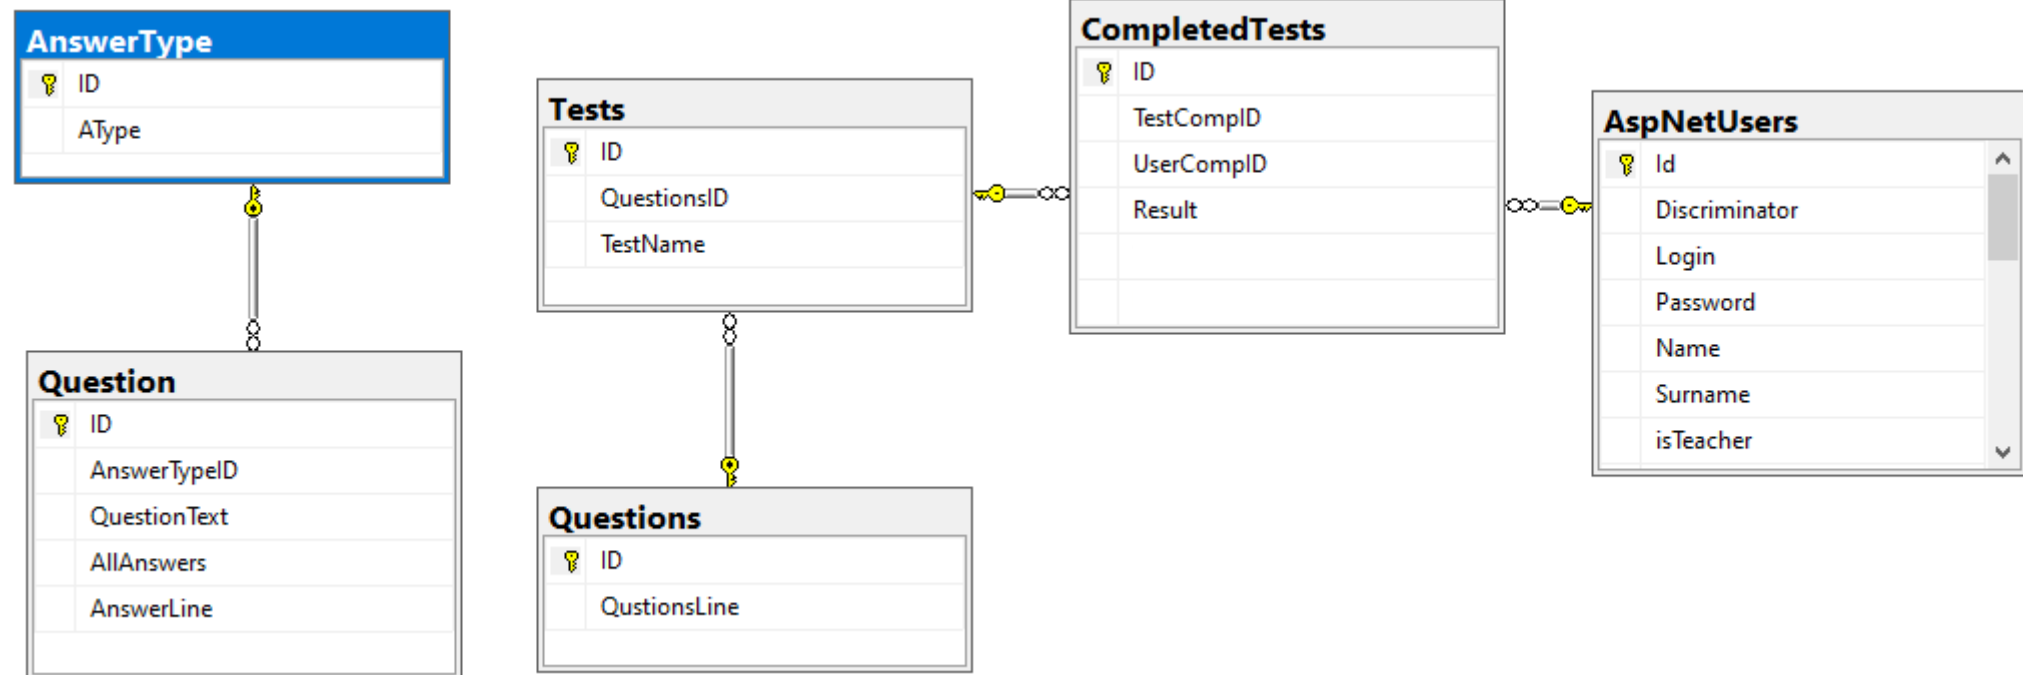 AnswerType
ID
AType
Question
ID
AnswerTypeID
QuestionText
AllAnswers
AnswerLine
Tests
ID
QuestionsID
TestName
Questions
ID
QustionsLine
CompletedTests
ID
TestCompID
UserCompID
Result
AspNetUsers
Id
Discriminator
Login
Password
Name
Surname
isTeacher